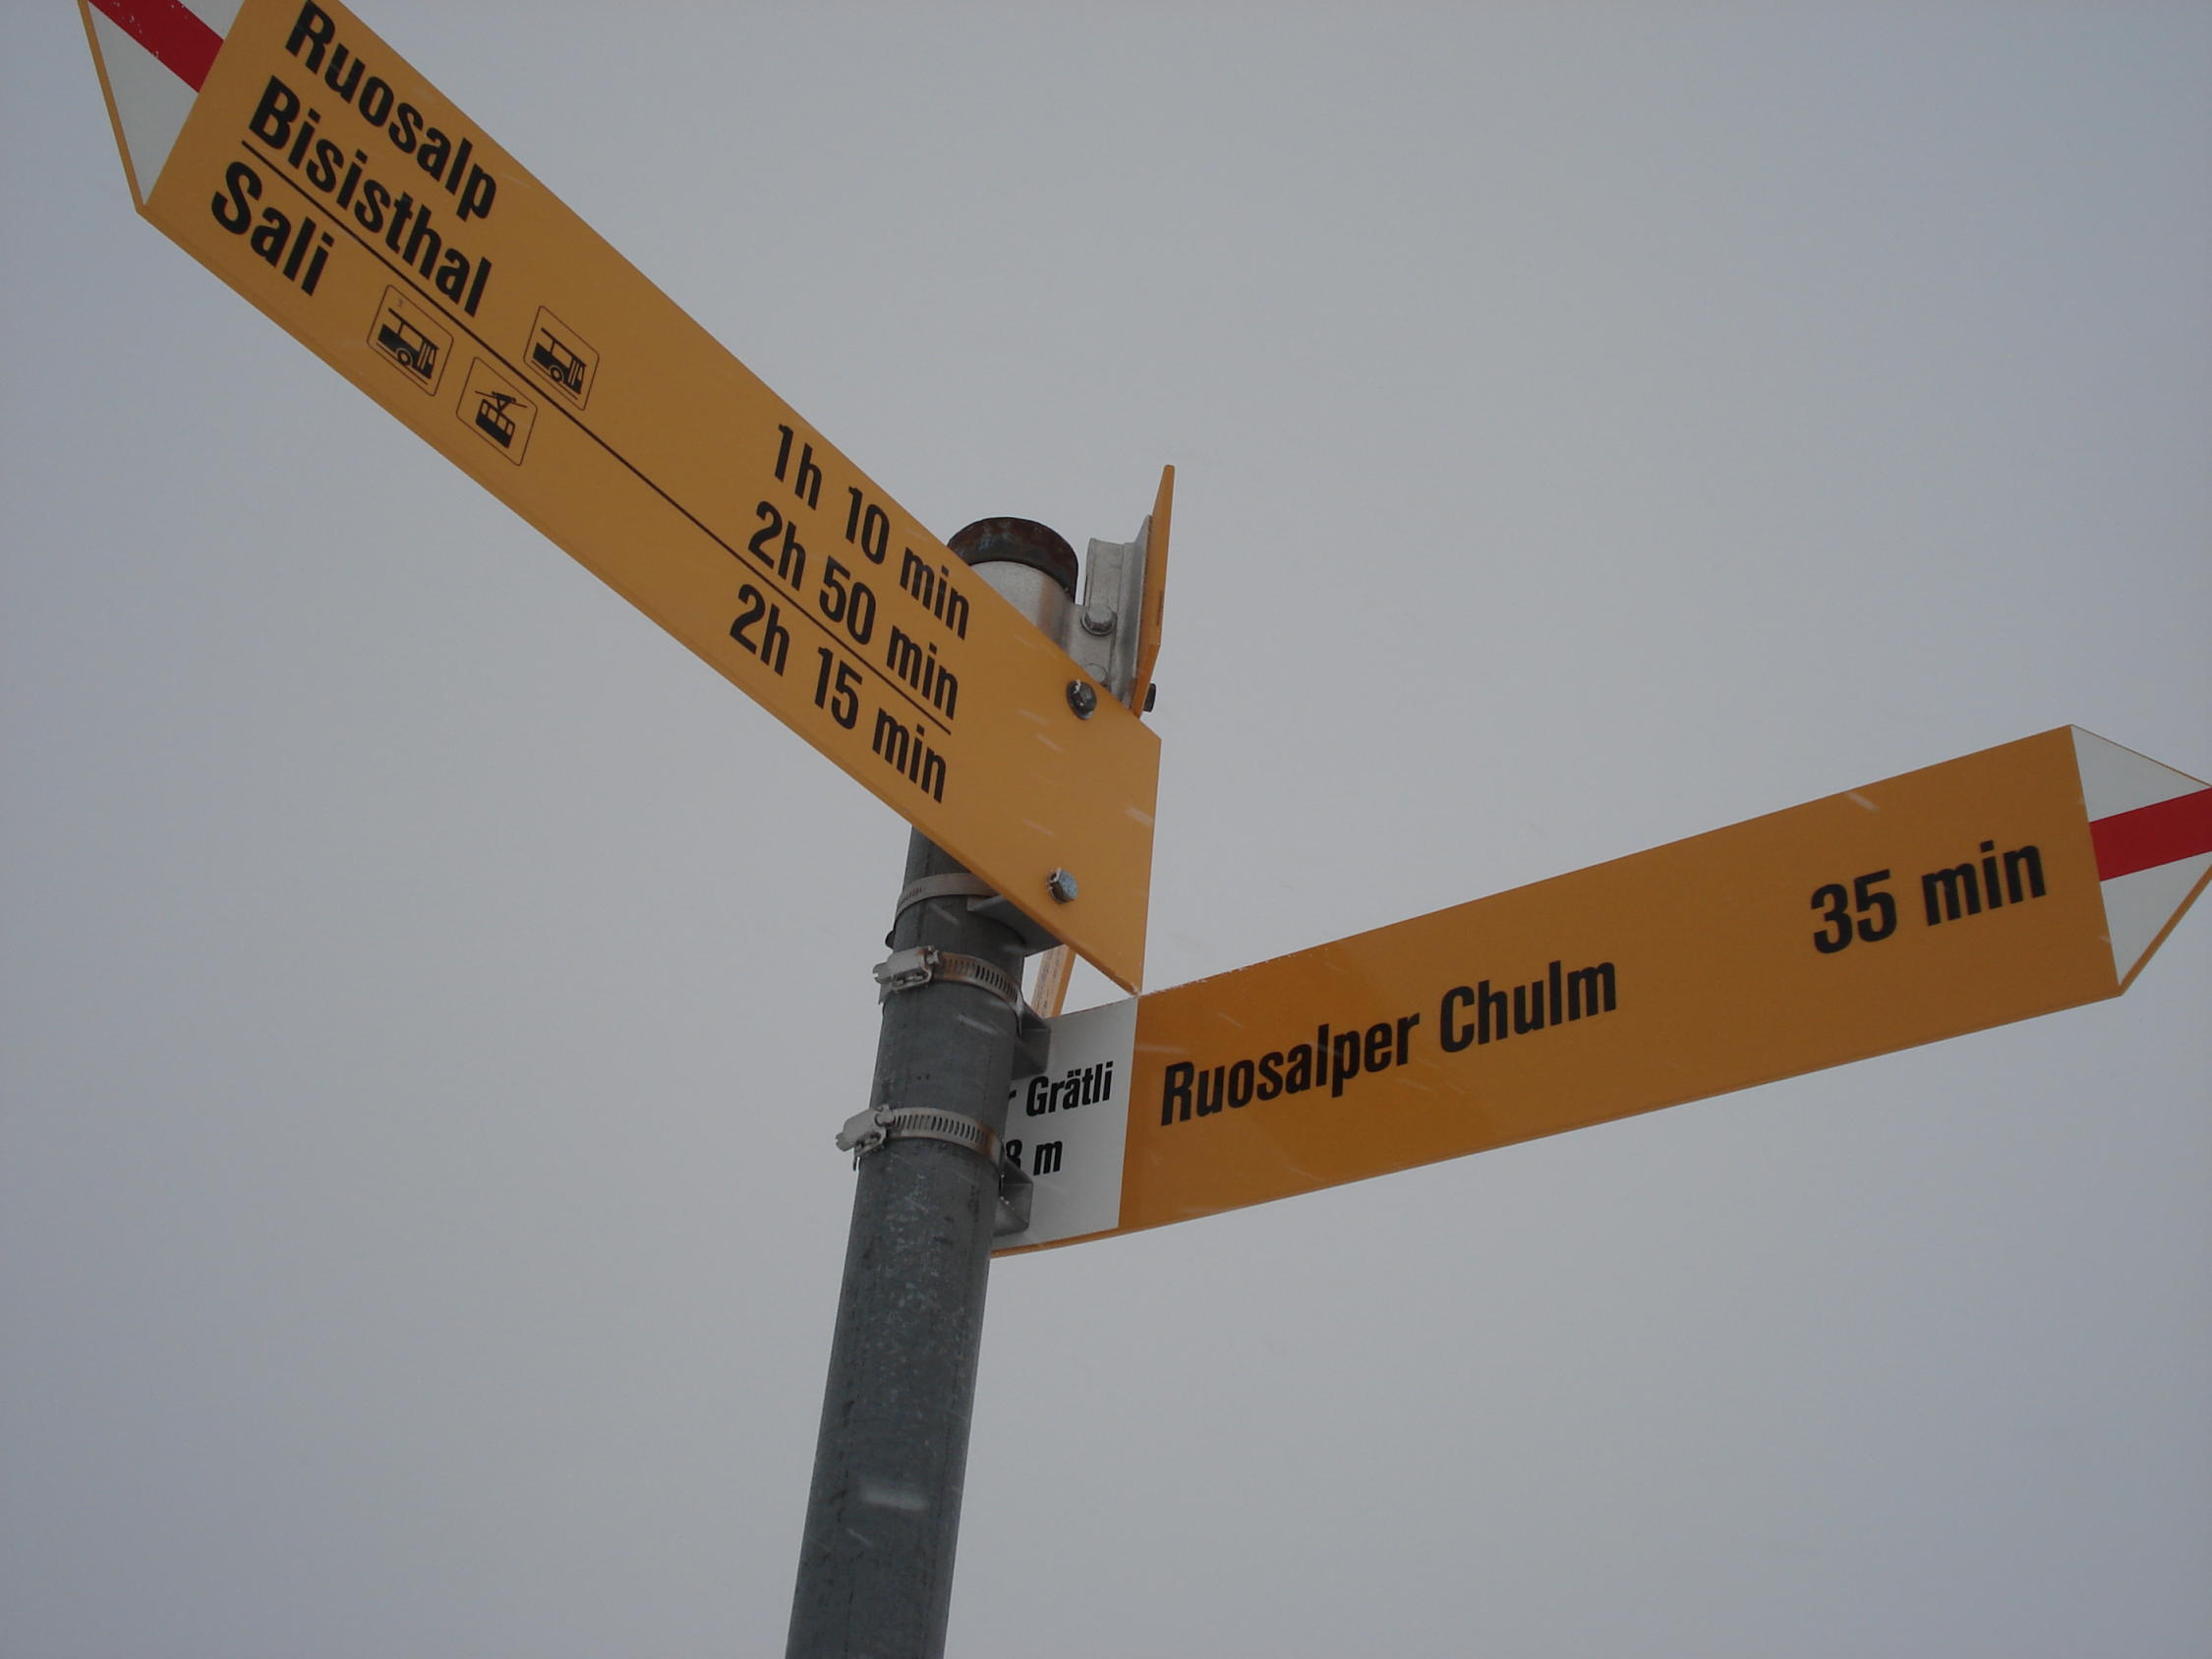 Ruosalp 1h 10 min
Bisisthal 2h 50 min
Sali 2h 15 min
Grätli
m
Ruosalper Chulm 35 min